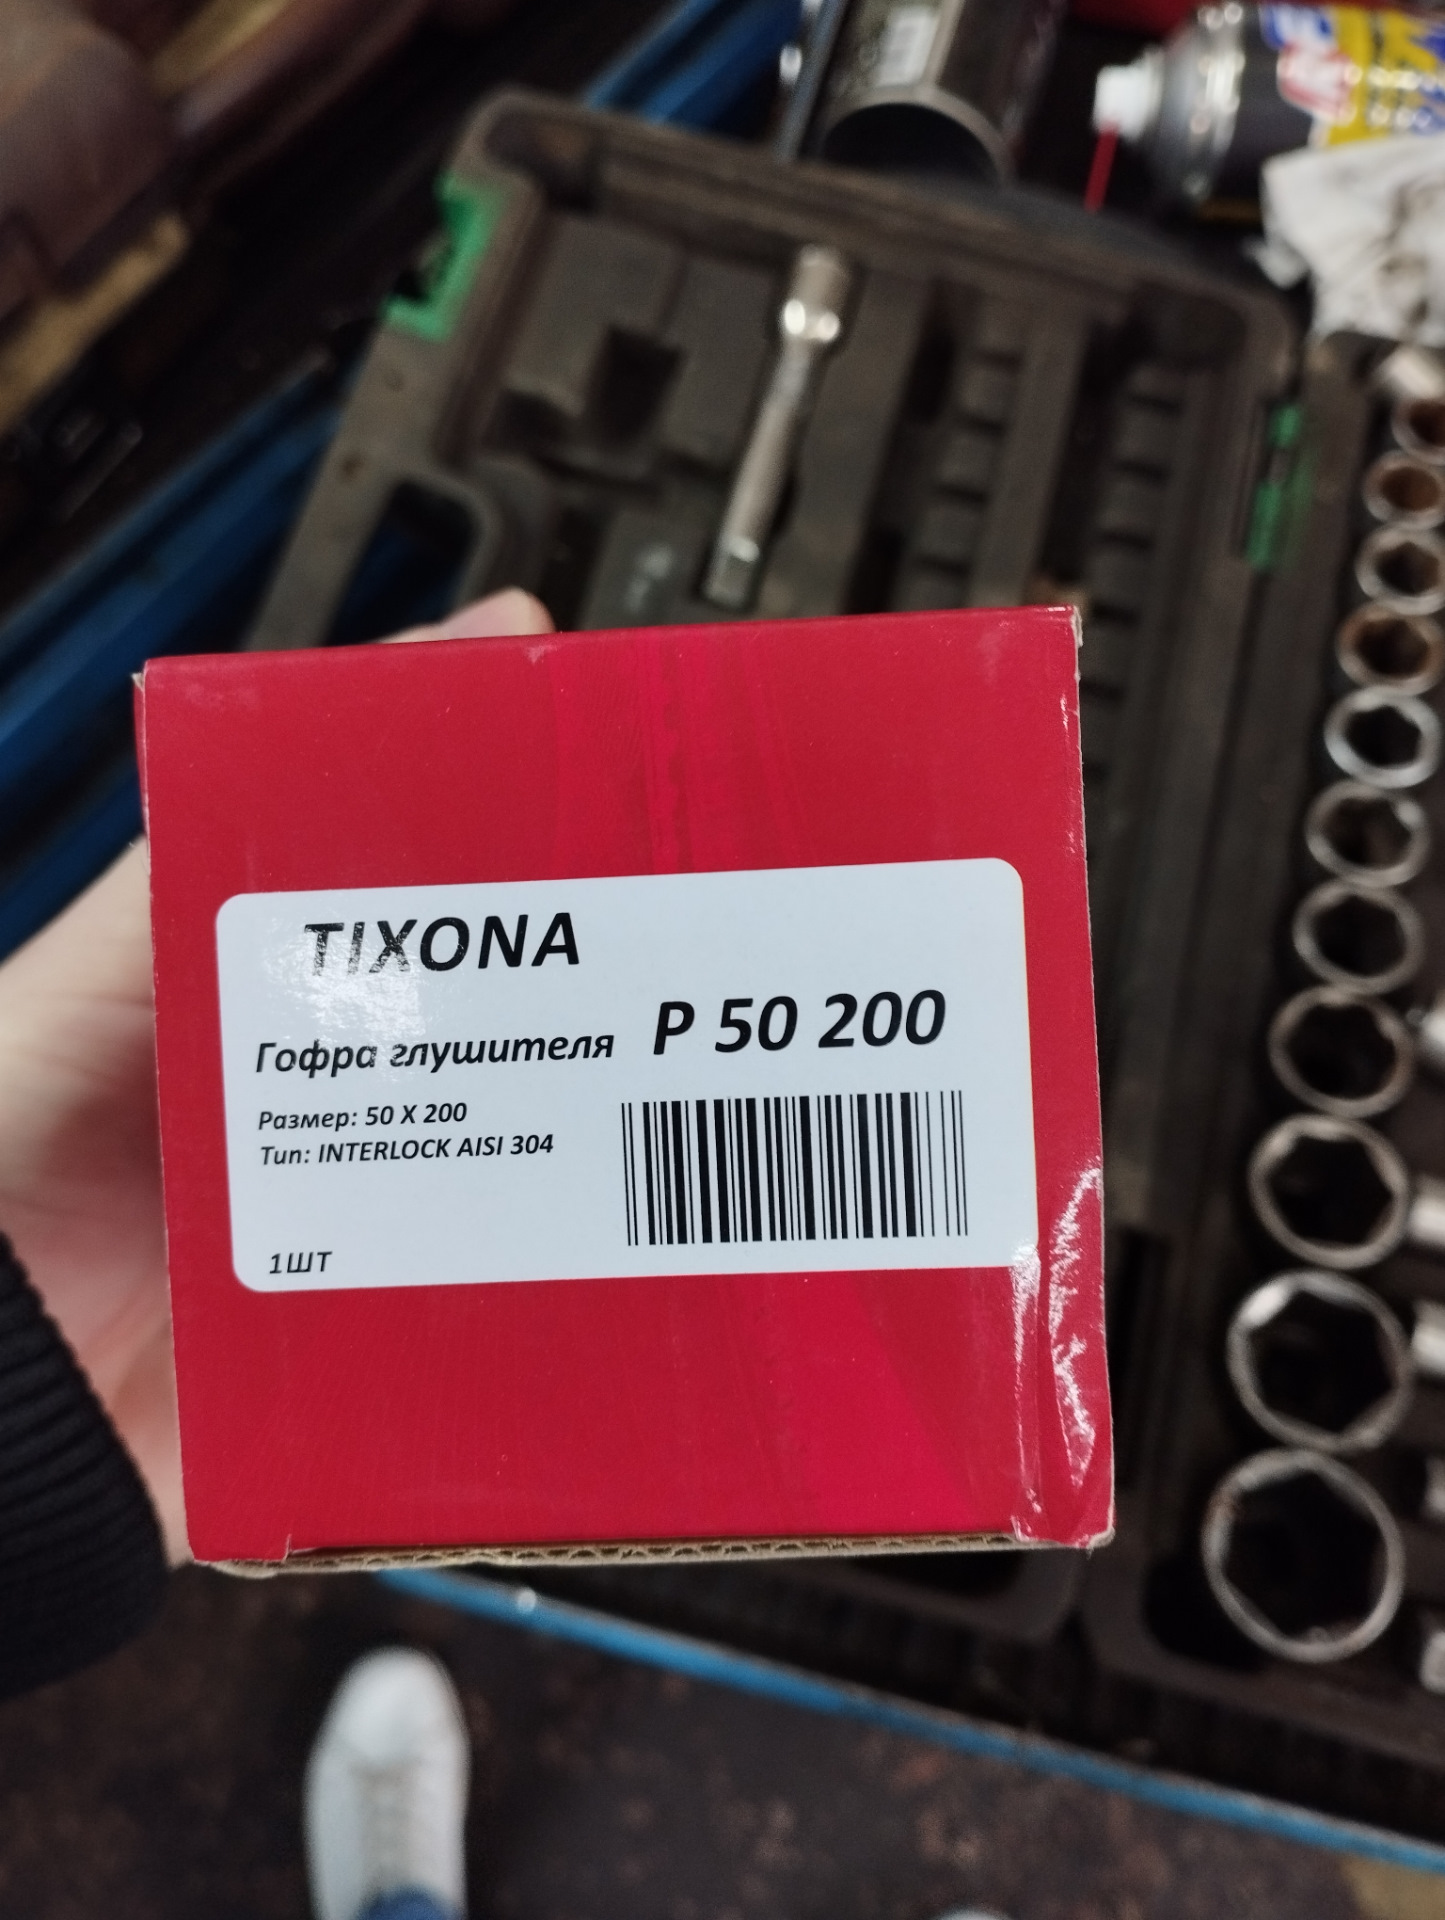 TIXONA
Гофра глушителя P 50 200
Размер: 50 X 200
Тип: INTERLOCK AISI 304
1ШТ